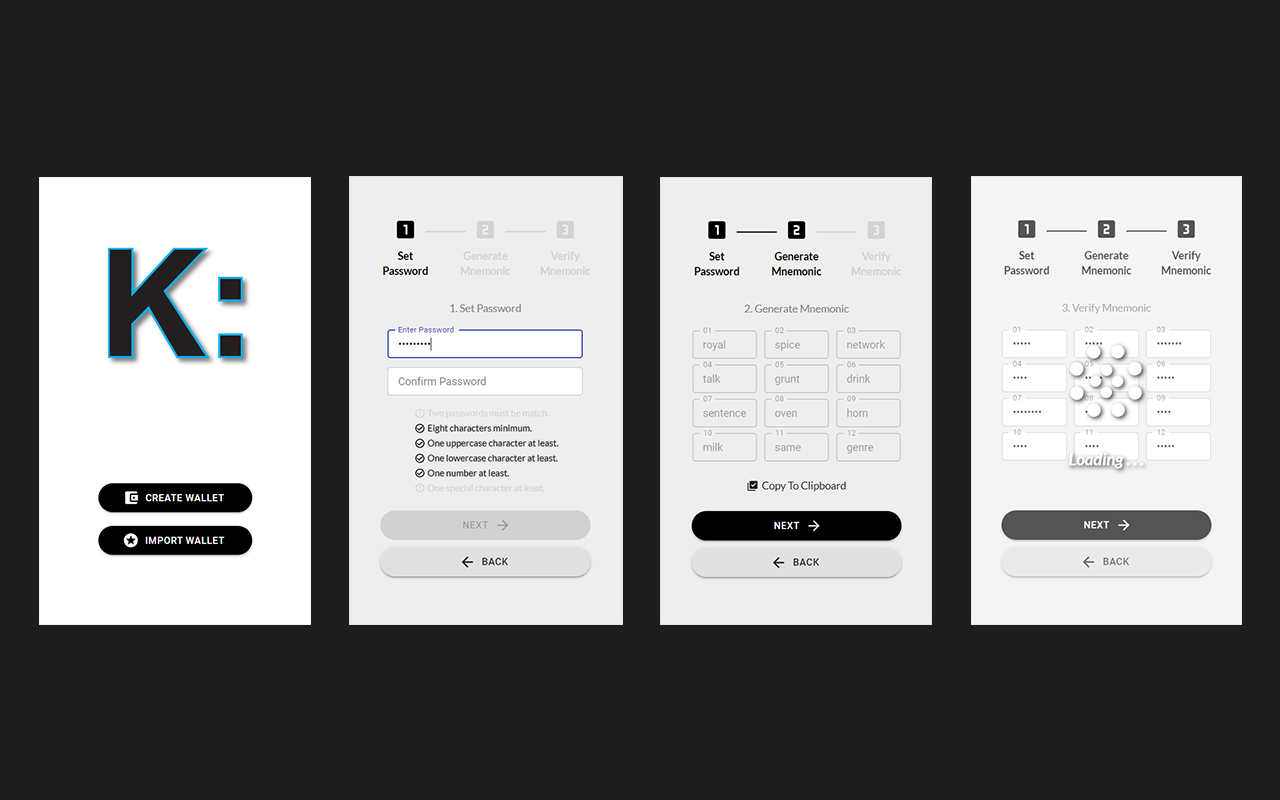 K:
CREATE WALLET
IMPORT WALLET
1 2 3
Set Password
Generate Mnemonic
Verify Mnemonic
1. Set Password
Enter Password
•••••••••
Confirm Password
Two passwords must be match.
Eight characters minimum.
One uppercase character at least.
One lowercase character at least.
One number at least.
One special character at least.
NEXT
BACK
1 2 3
Set Password
Generate Mnemonic
Verify Mnemonic
2. Generate Mnemonic
01 royal
02 spice
03 network
04 talk
05 grunt
06 drink
07 sentence
08 oven
09 horn
10 milk
11 same
12 genre
Copy To Clipboard
NEXT
BACK
1 2 3
Set Password
Generate Mnemonic
Verify Mnemonic
3. Verify Mnemonic
01 •••••
02 •••••
03 •••••••
04 ••••
05
06 •••••
07 ••••••••
08
09 ••••
10 ••••
11 ••••
12 •••••
Loading . . .
NEXT
BACK